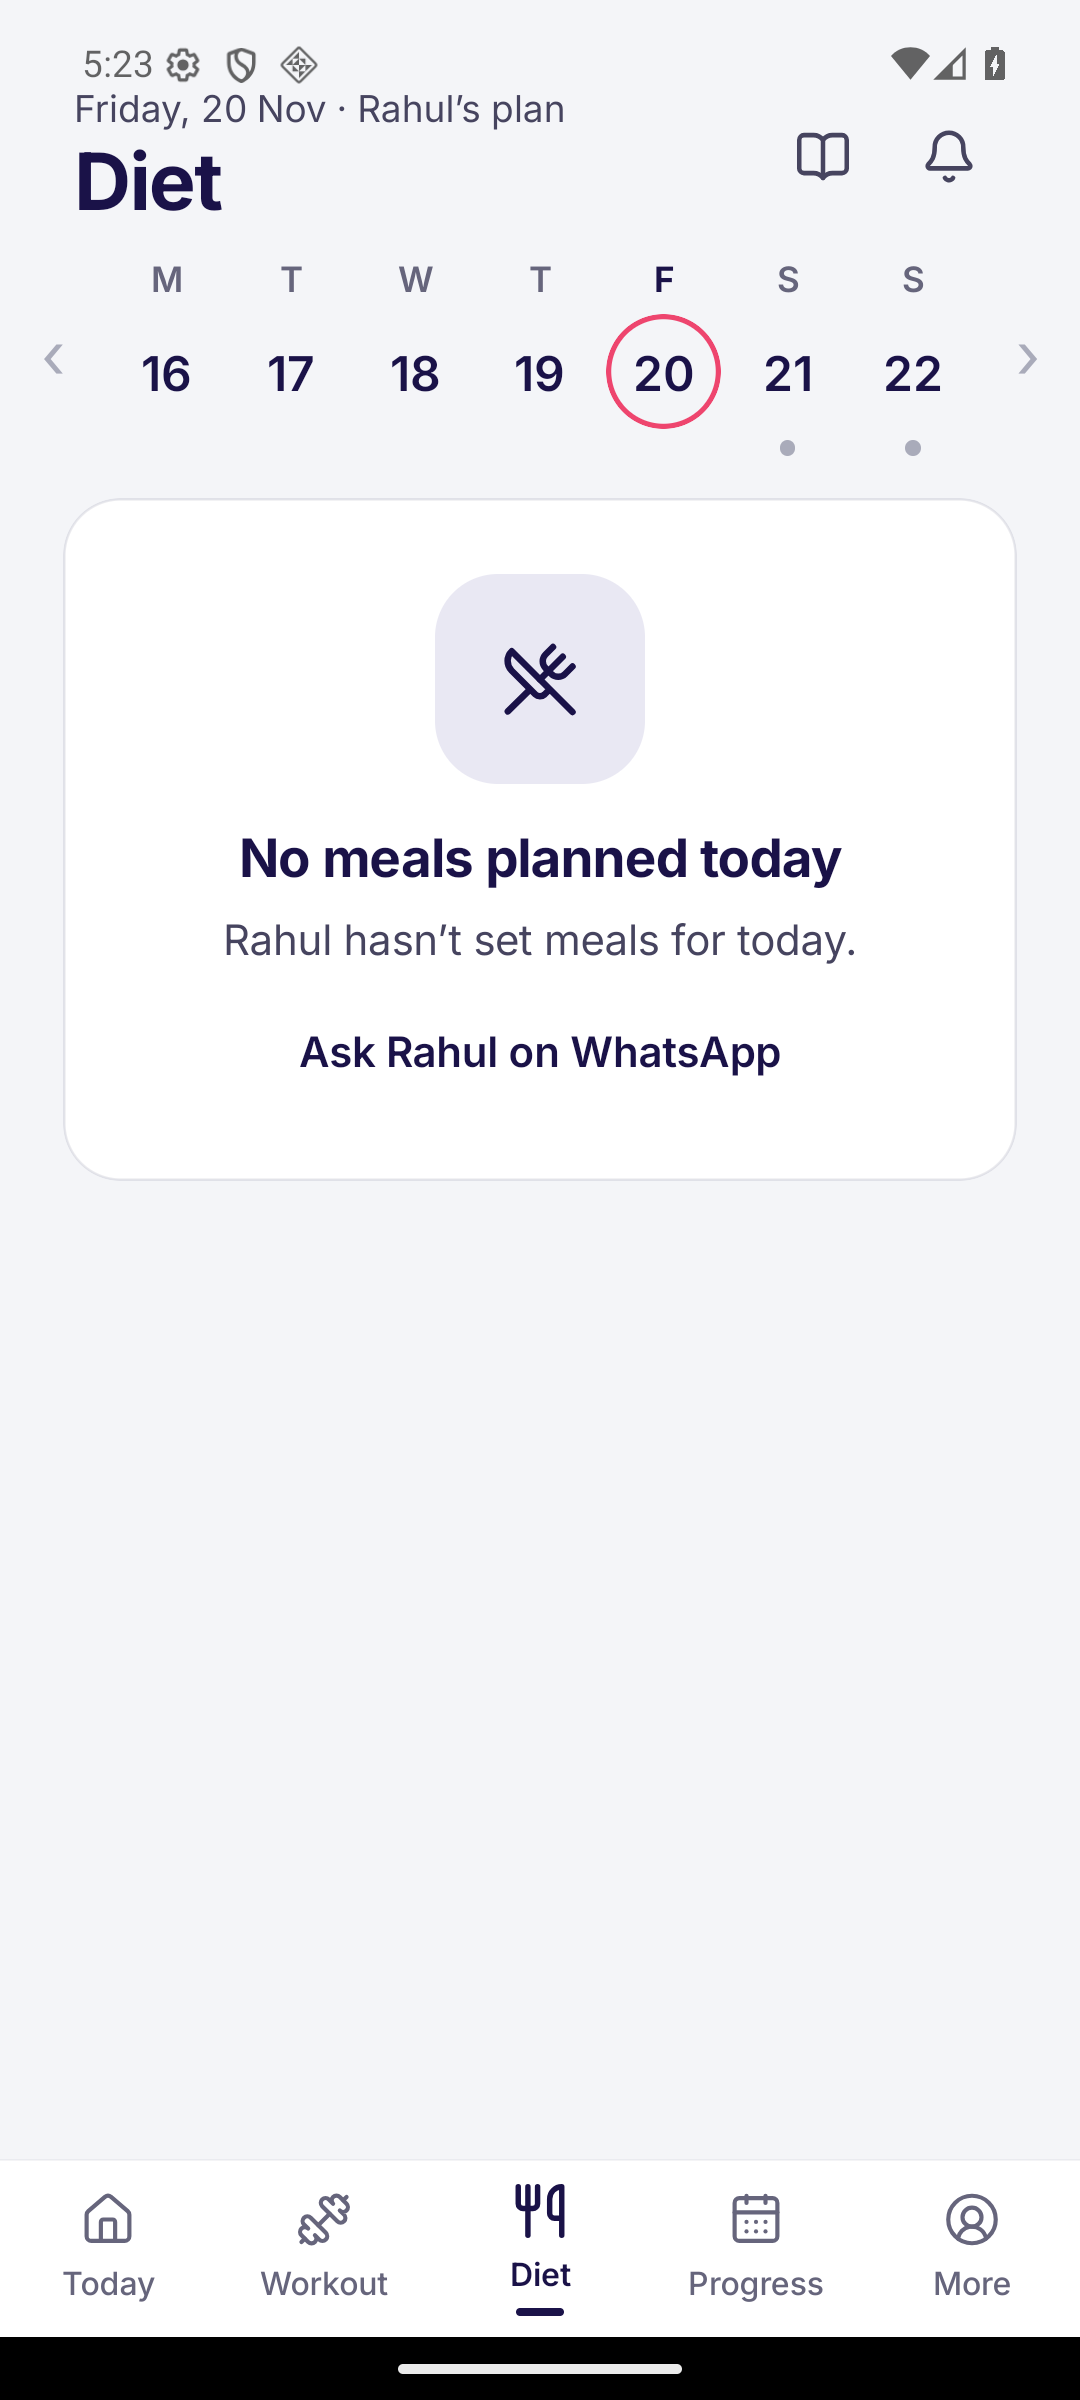 5:23
Friday, 20 Nov · Rahul’s plan
Diet
M T W T F S S
16 17 18 19 20 21 22
No meals planned today
Rahul hasn’t set meals for today.
Ask Rahul on WhatsApp
Today Workout Diet Progress More